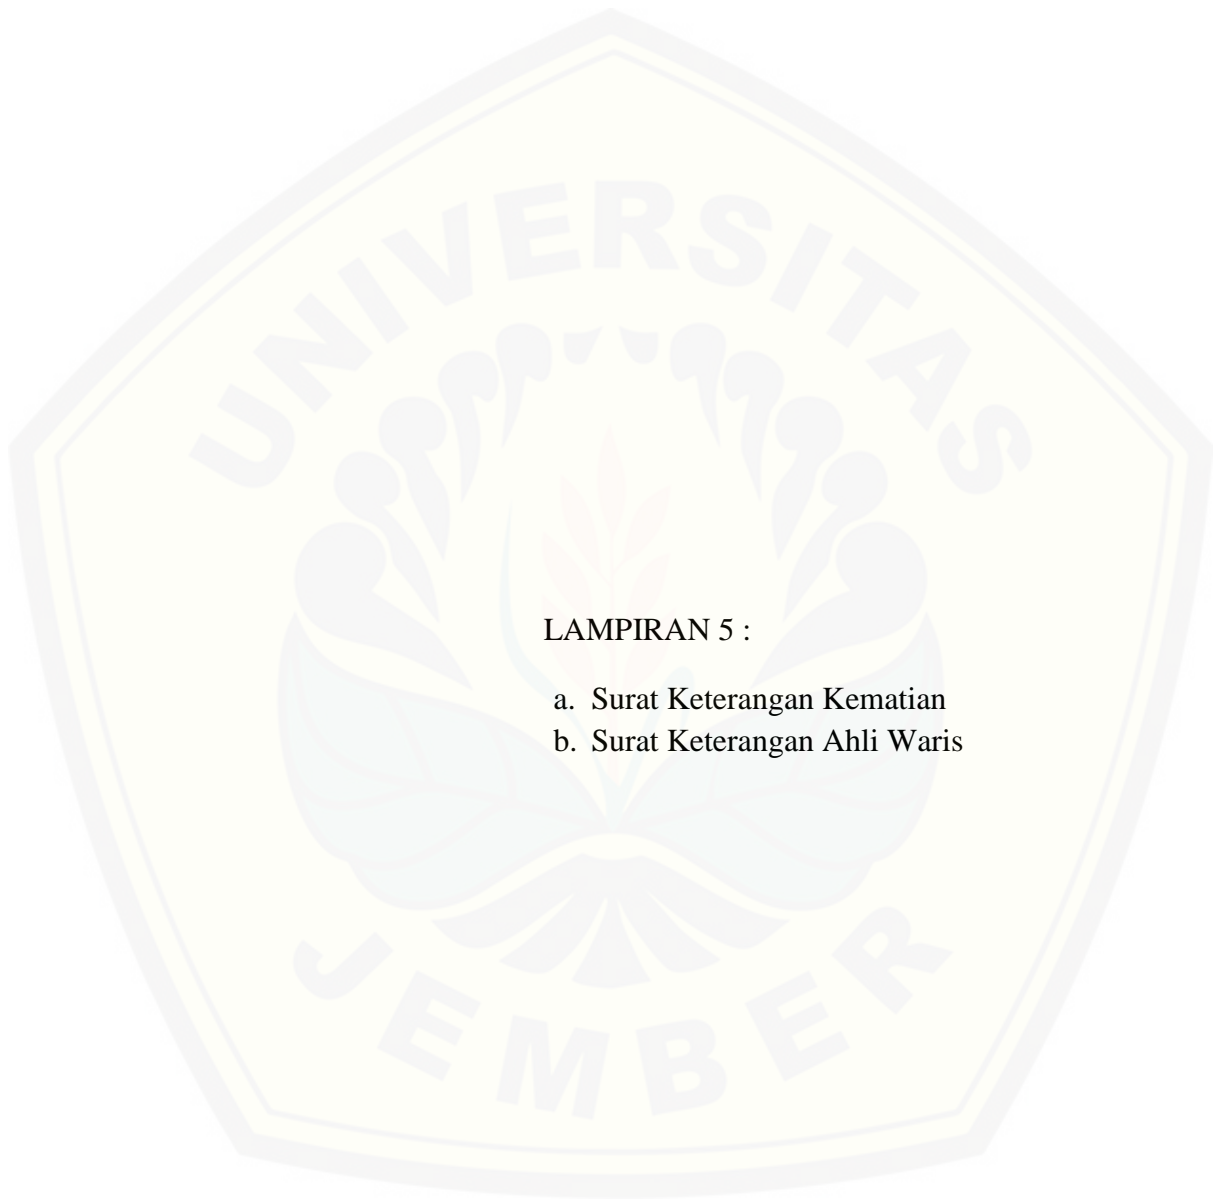 UNIVERSITAS
LAMPIRAN 5 :
a. Surat Keterangan Kematian
b. Surat Keterangan Ahli Waris
JEMBER